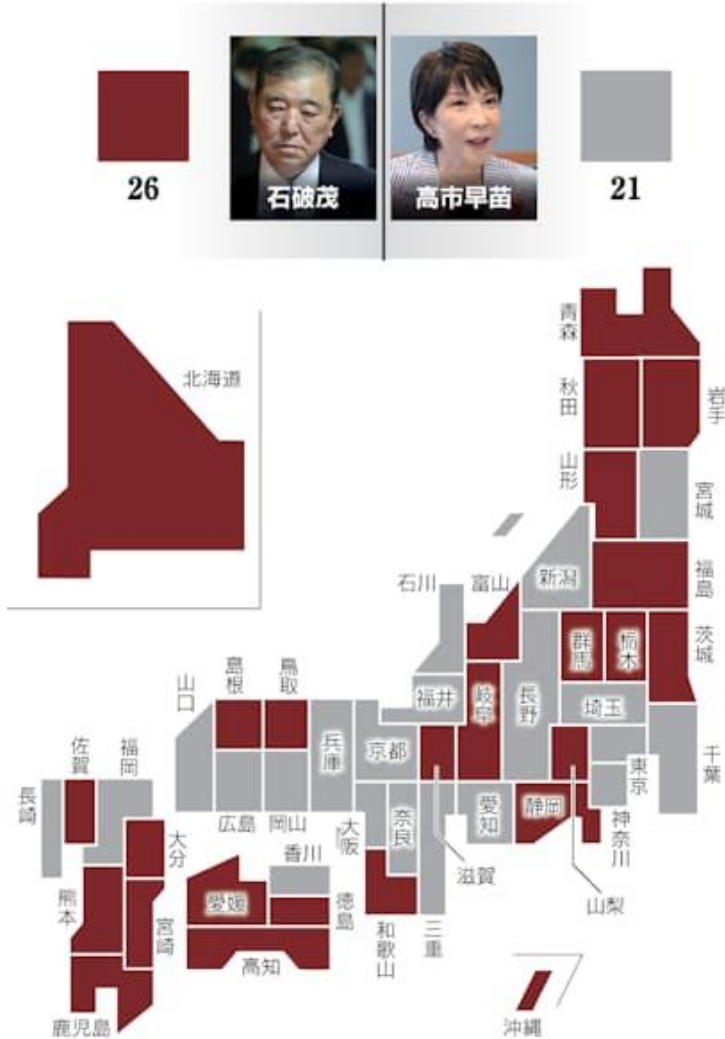 26
石破茂
高市早苗
21
北海道
青森
秋田
岩手
山形
宮城
新潟
福島
石川
富山
群馬
栃木
茨城
福井
岐阜
長野
埼玉
山口
島根
鳥取
兵庫
京都
千葉
東京
佐賀
福岡
長崎
広島
岡山
大阪
奈良
愛知
静岡
神奈川
大分
香川
滋賀
山梨
熊本
宮崎
愛媛
徳島
高知
和歌山
三重
鹿児島
沖縄